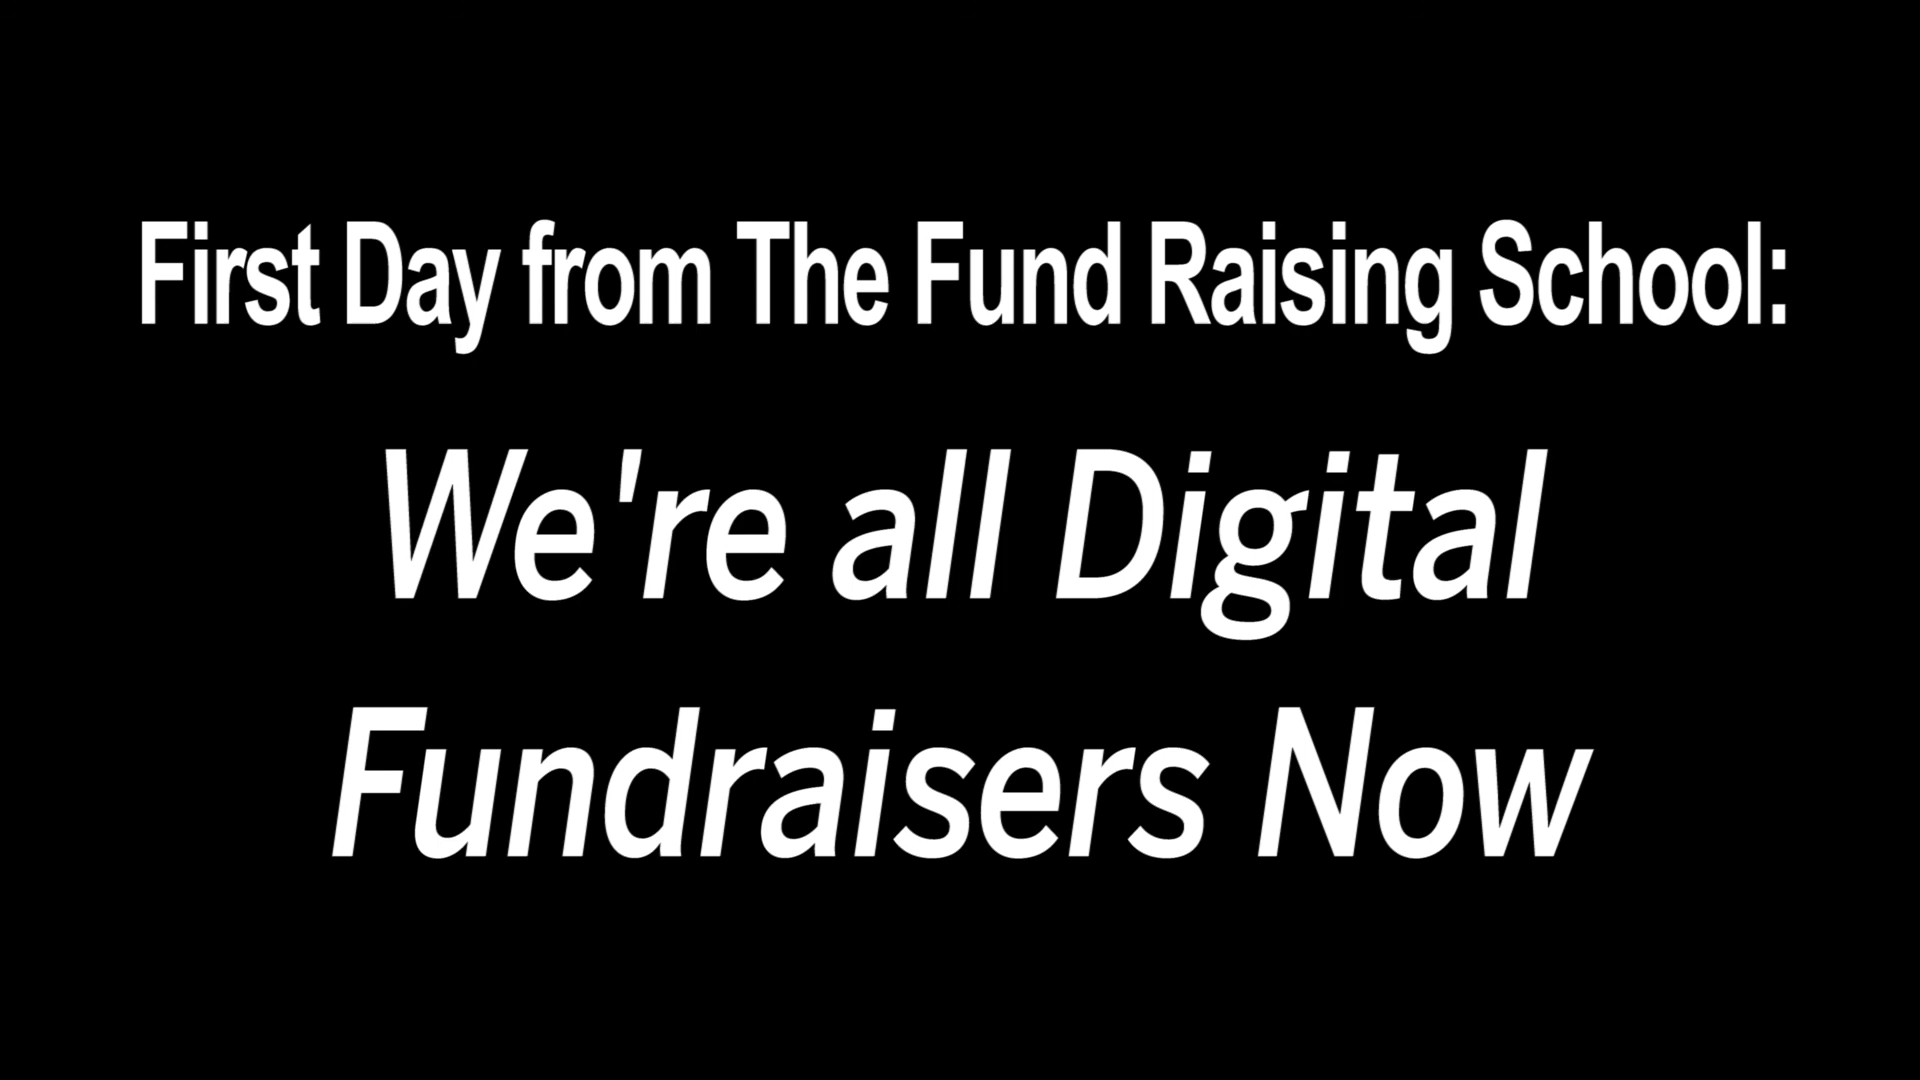 First Day from The Fund Raising School:
We're all Digital
Fundraisers Now